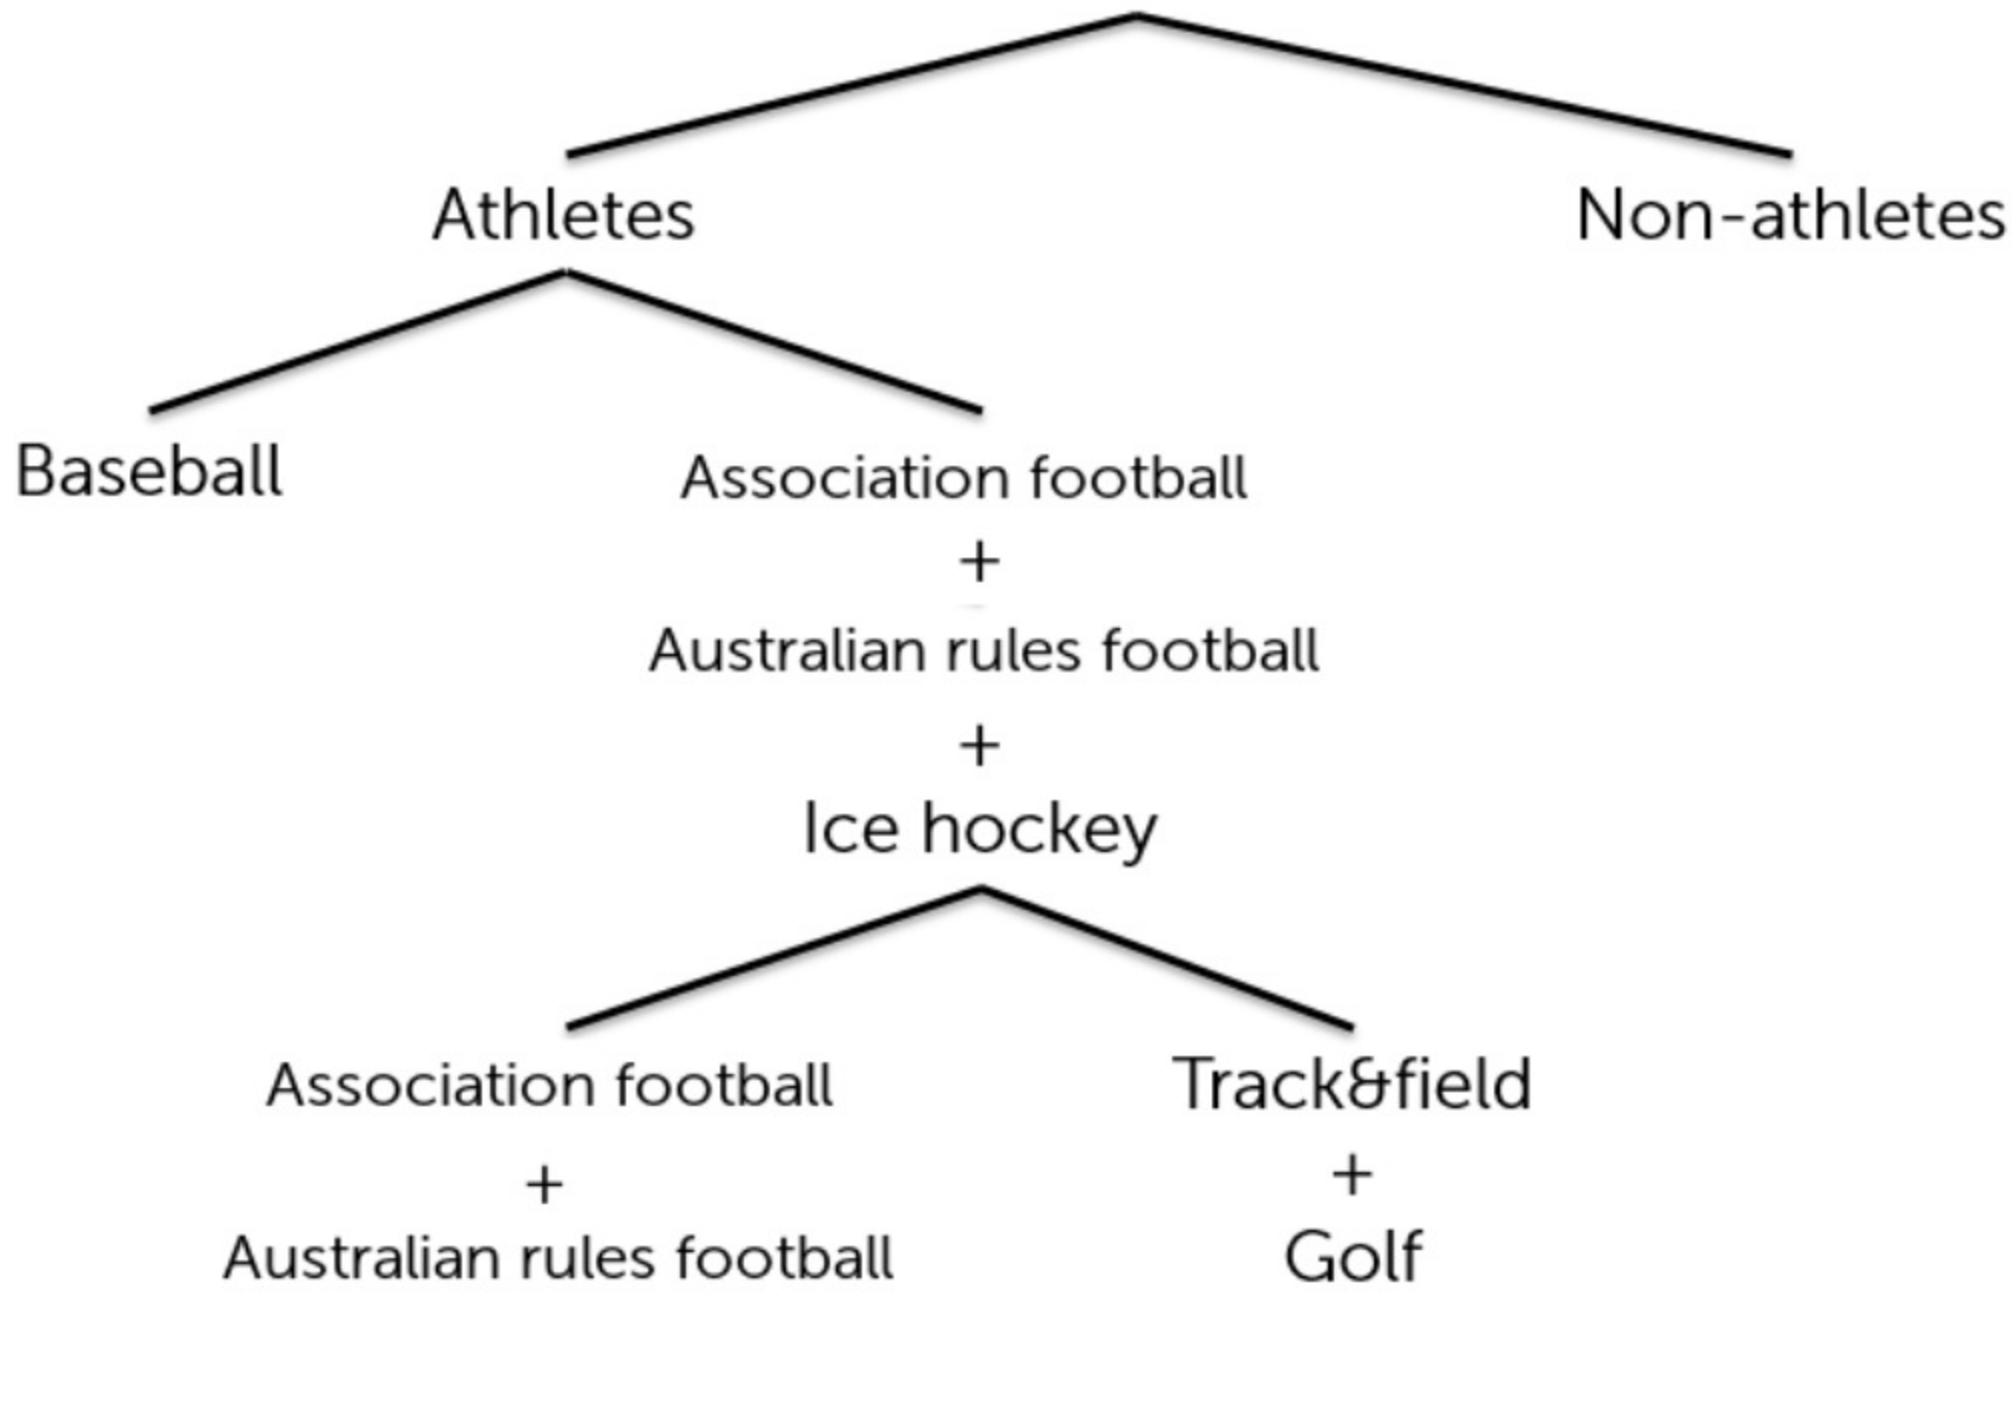 Athletes
Non-athletes
Baseball
Association football
+
Australian rules football
+
Ice hockey
Association football
+
Australian rules football
Track&field
+
Golf